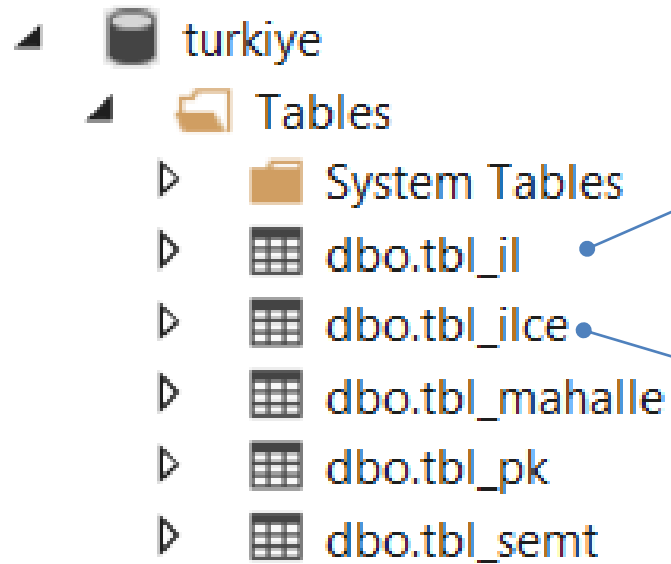 turkiye
Tables
System Tables
dbo.tbl_il
dbo.tbl_ilce
dbo.tbl_mahalle
dbo.tbl_pk
dbo.tbl_semt